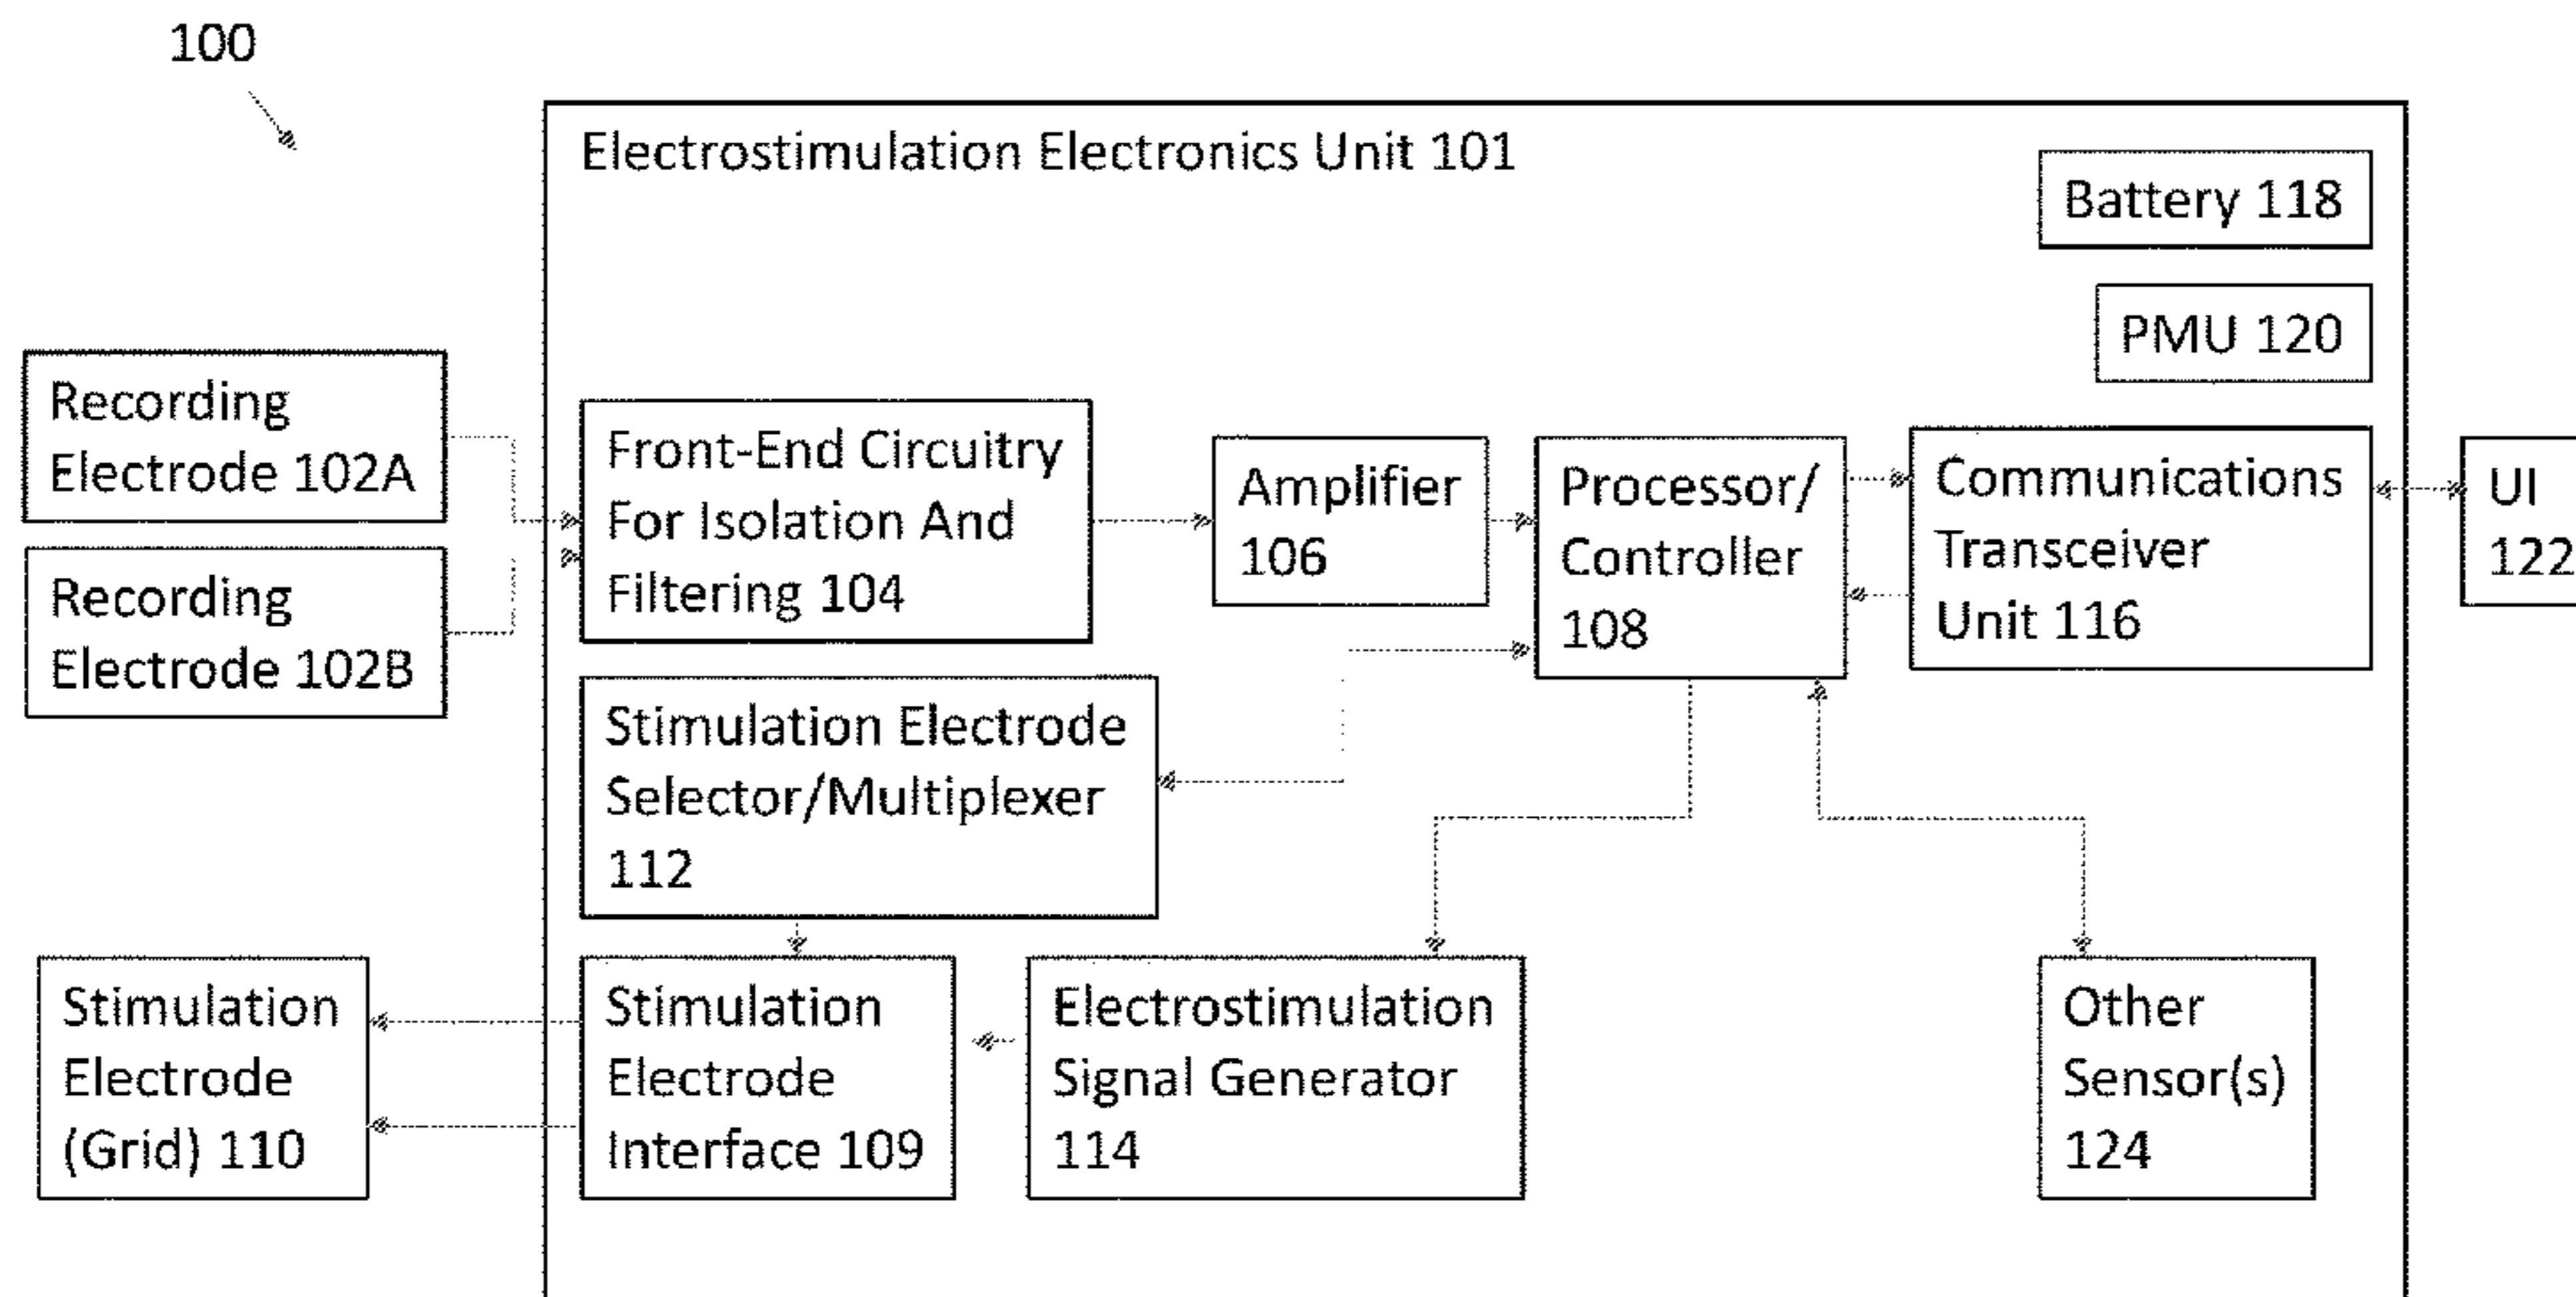 100
Electrostimulation Electronics Unit 101
Battery 118
PMU 120
Recording
Electrode 102A
Recording
Electrode 102B
Front-End Circuitry
For Isolation And
Filtering 104
Amplifier
106
Processor/
Controller
108
Communications
Transceiver
Unit 116
UI
122
Stimulation Electrode
Selector/Multiplexer
112
Stimulation
Electrode
(Grid) 110
Stimulation
Electrode
Interface 109
Electrostimulation
Signal Generator
114
Other
Sensor(s)
124